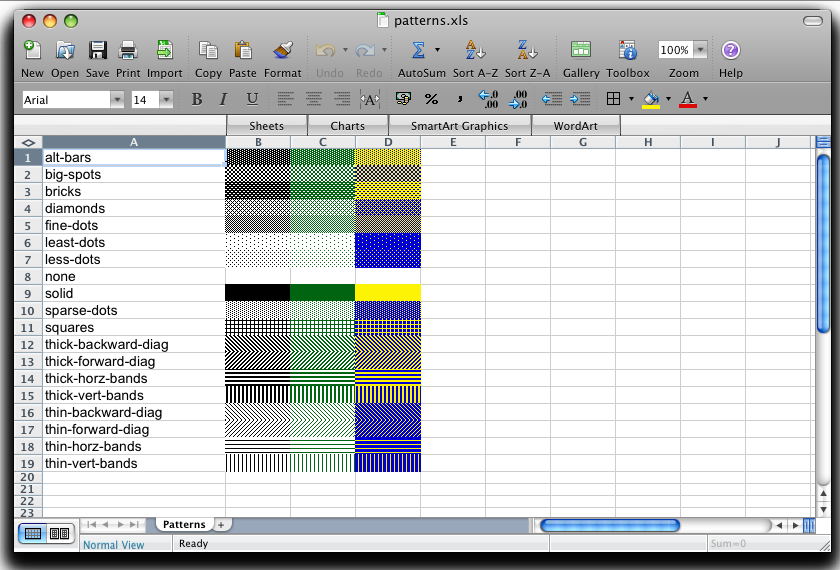 patterns.xls
New Open Save Print Import Copy Paste Format Undo Redo AutoSum Sort A-Z Sort Z-A Gallery Toolbox 100% Zoom Help
Arial 14 B I U A % , .0 .00 .00 .0 A
Sheets Charts SmartArt Graphics WordArt
A B C D E F G H I J
1 alt-bars
2 big-spots
3 bricks
4 diamonds
5 fine-dots
6 least-dots
7 less-dots
8 none
9 solid
10 sparse-dots
11 squares
12 thick-backward-diag
13 thick-forward-diag
14 thick-horz-bands
15 thick-vert-bands
16 thin-backward-diag
17 thin-forward-diag
18 thin-horz-bands
19 thin-vert-bands
20
21
22
23
Patterns +
Normal View Ready Sum=0